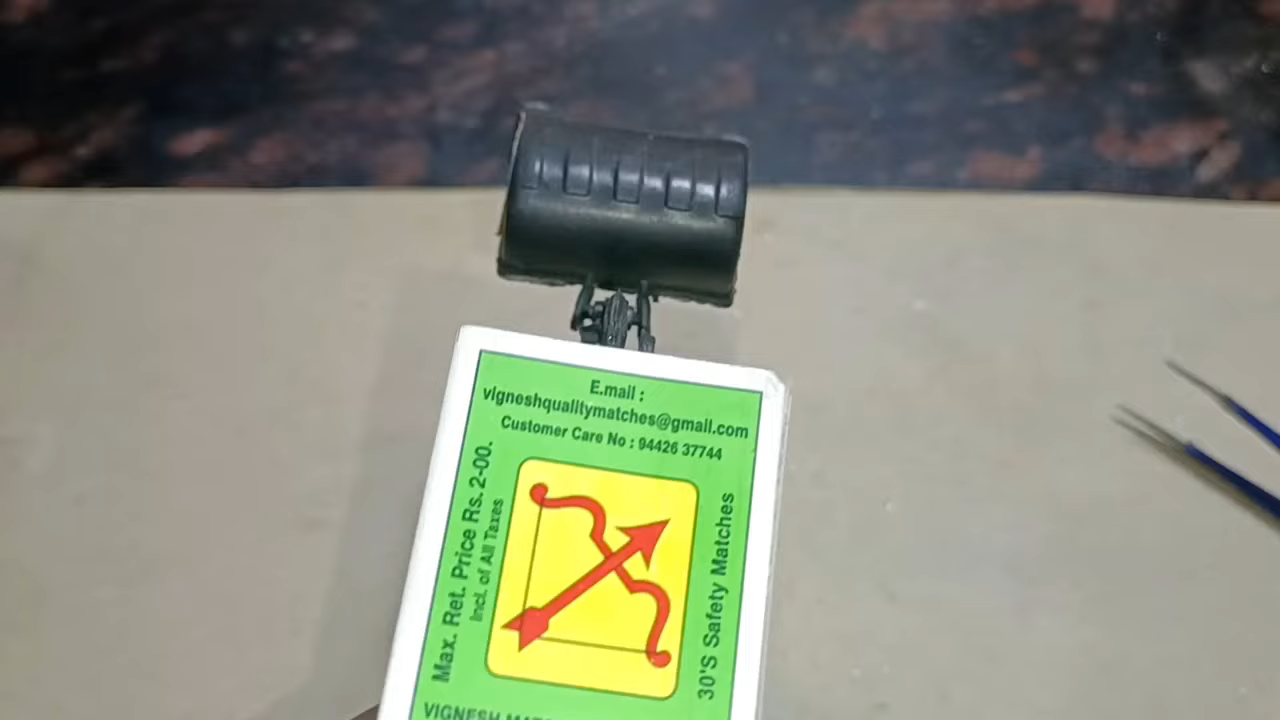 E.mail :
vigneshqualitymatches@gmail.com
Customer Care No : 94426 37744
Max. Ret. Price Rs. 2-00.
Incl. of All Taxes
30'S Safety Matches
VIGNESH